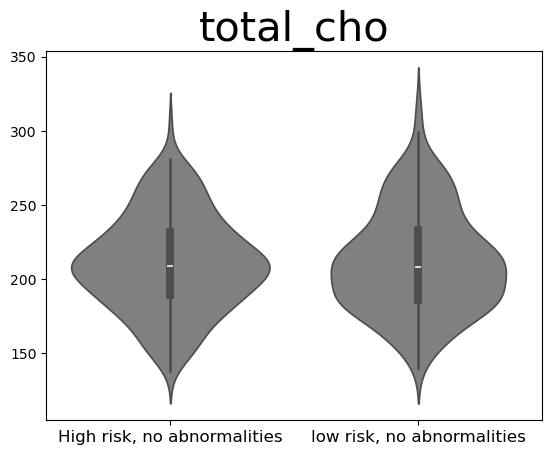 total_cho
350
300
250
200
150
High risk, no abnormalities
low risk, no abnormalities